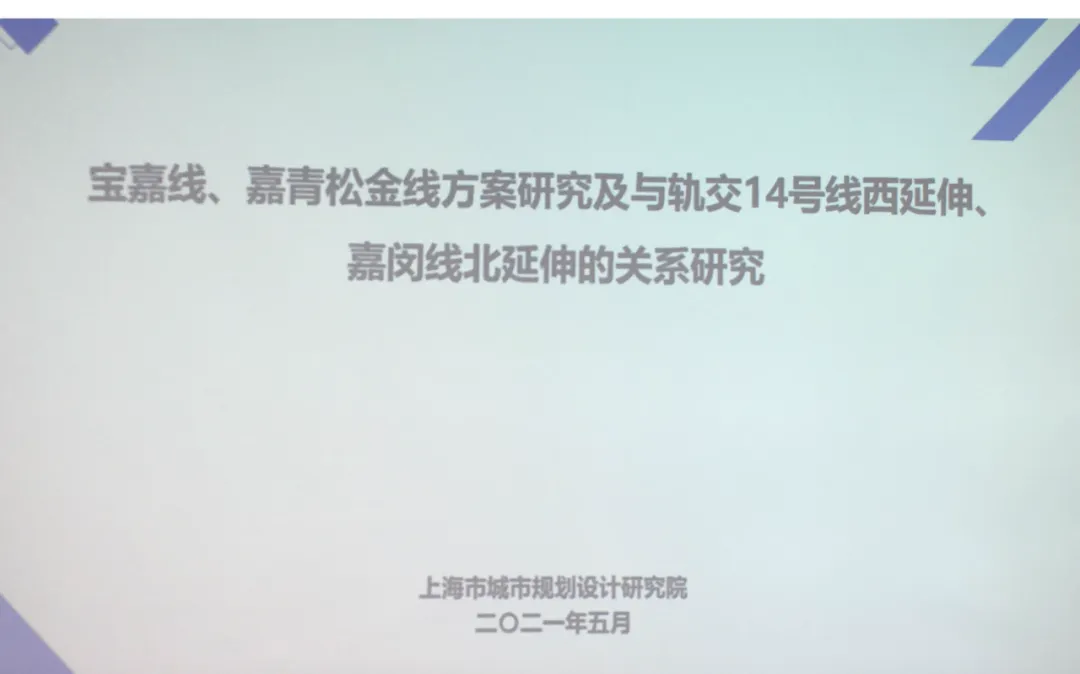 宝嘉线、嘉青松金线方案研究及与轨交14号线西延伸、
嘉闵线北延伸的关系研究
上海市城市规划设计研究院
二〇二一年五月